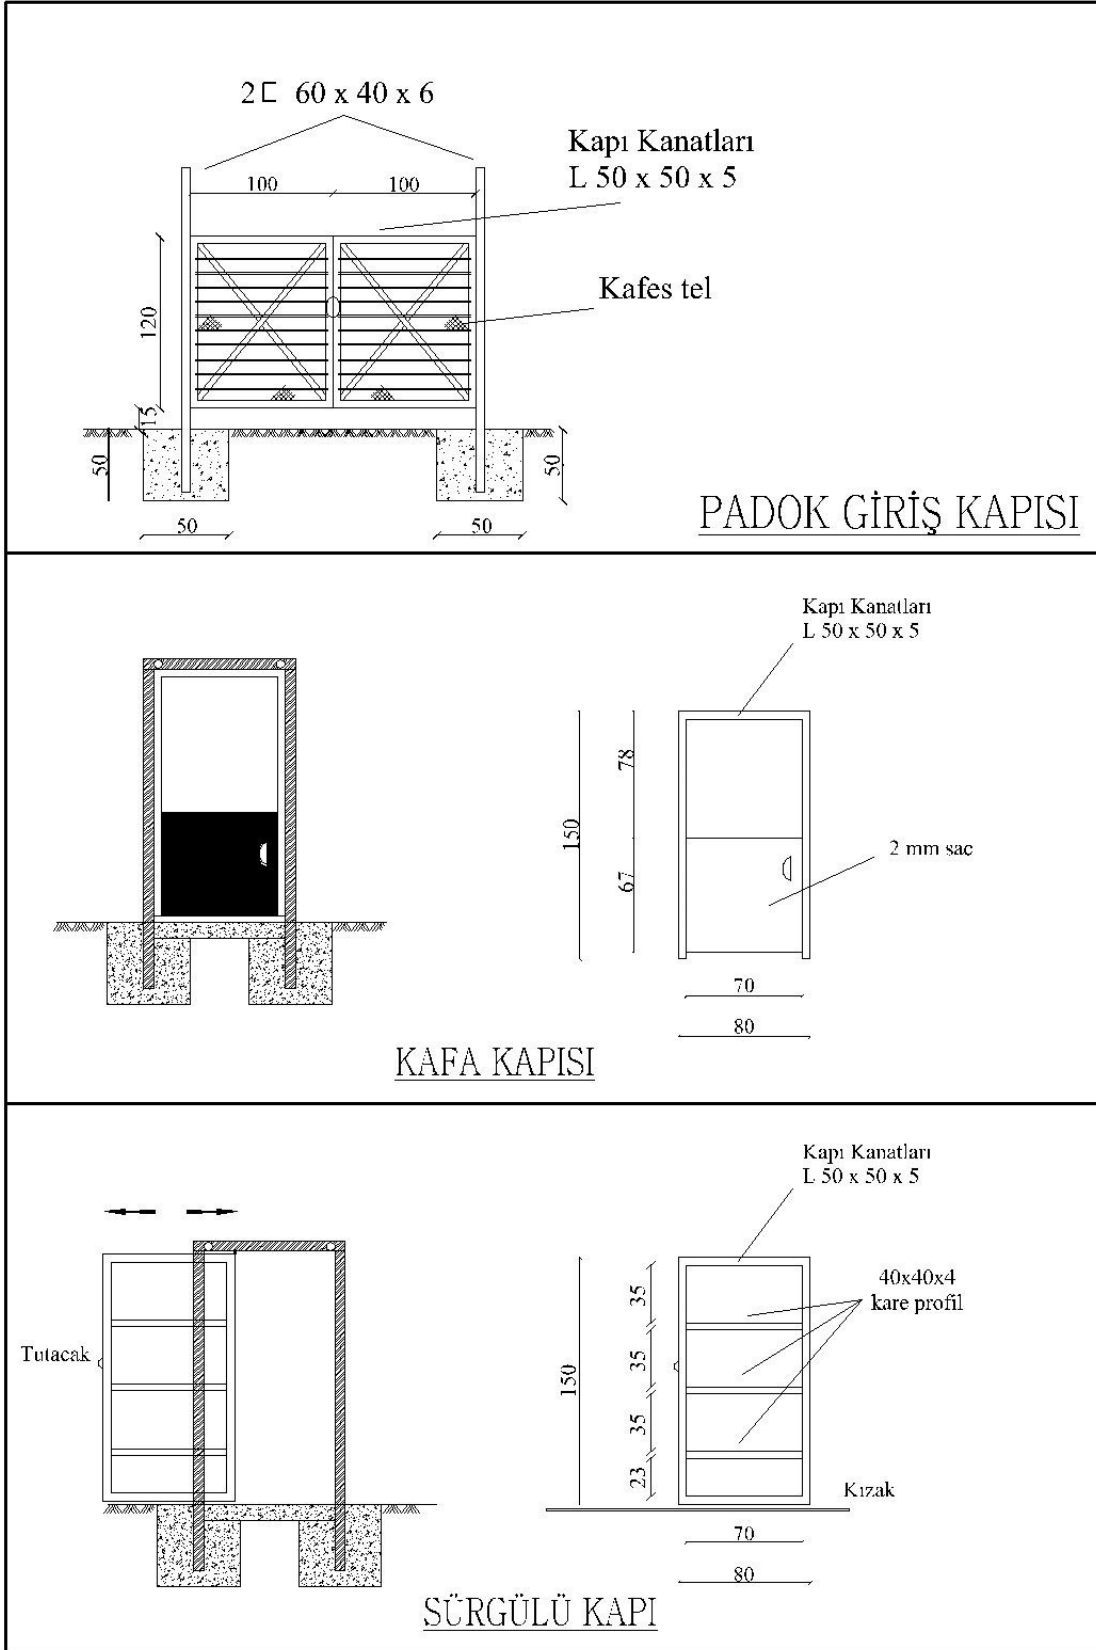 2⊏ 60 x 40 x 6
Kapı Kanatları
L 50 x 50 x 5
100
100
Kafes tel
120
15
50
50
50
50
PADOK GİRİŞ KAPISI
Kapı Kanatları
L 50 x 50 x 5
78
150
67
2 mm sac
70
80
KAFA KAPISI
Kapı Kanatları
L 50 x 50 x 5
40x40x4
kare profil
35
35
150
35
23
Tutacak
Kızak
70
80
SÜRGÜLÜ KAPI